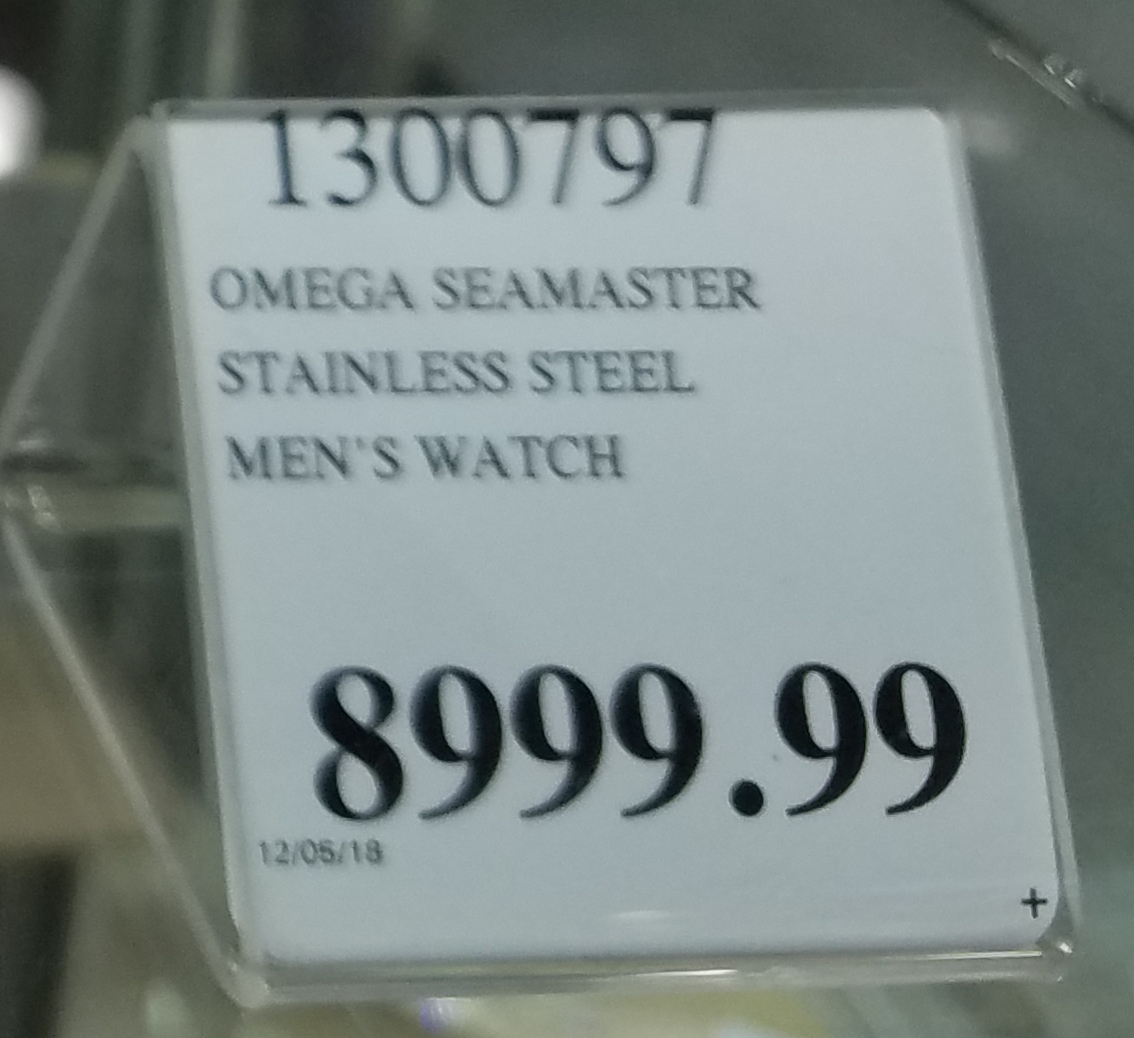 1300797
OMEGA SEAMASTER
STAINLESS STEEL
MEN'S WATCH
8999.99
12/05/18
+